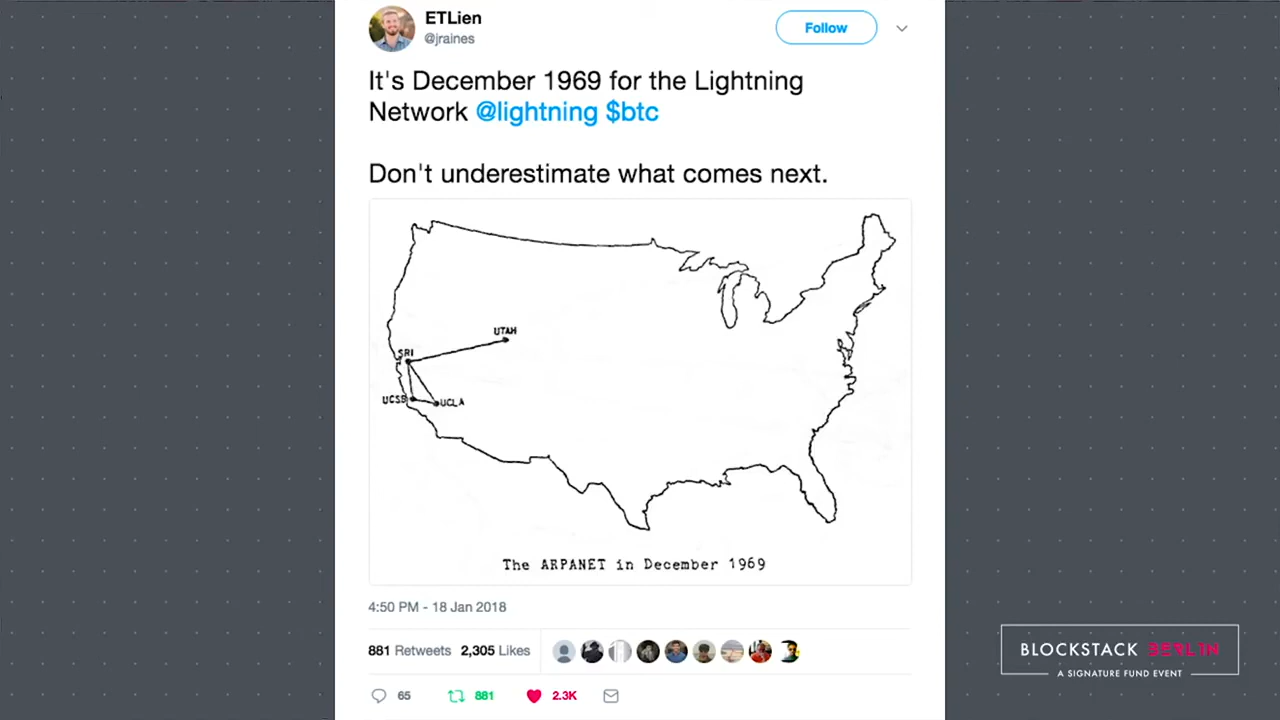 ETLien
@jraines
Follow
It's December 1969 for the Lightning
Network @lightning $btc
Don't underestimate what comes next.
UTAH
SRI
UCSB
UCLA
The ARPANET in December 1969
4:50 PM - 18 Jan 2018
881 Retweets 2,305 Likes
65 881 2.3K
BLOCKSTACK BERL1N
A SIGNATURE FUND EVENT